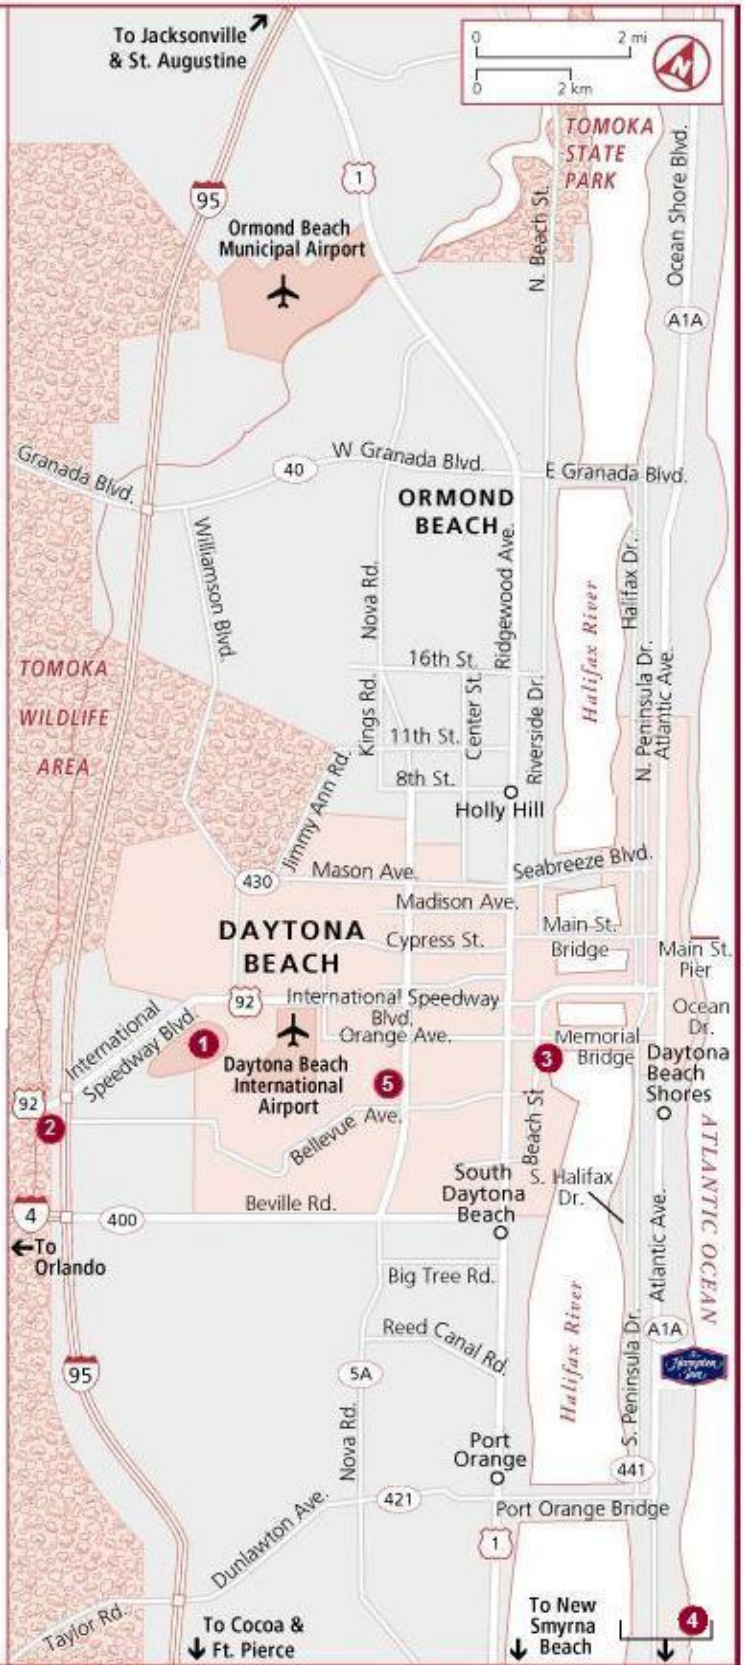 To Jacksonville
& St. Augustine
0 2 mi
0 2 km
N
TOMOKA
STATE
PARK
1
95
Ocean Shore Blvd.
N. Beach St.
Ormond Beach
Municipal Airport
A1A
Granada Blvd.
40
W Granada Blvd.
E Granada Blvd.
ORMOND
BEACH
Williamson Blvd.
Nova Rd.
Ridgewood Ave.
Halifax River
Halifax Dr.
TOMOKA
WILDLIFE
AREA
16th St.
Kings Rd.
Center St.
Riverside Dr.
N. Peninsula Dr.
Atlantic Ave.
11th St.
8th St.
Jimmy Ann Rd.
Holly Hill
430
Mason Ave.
Seabreeze Blvd.
Madison Ave.
DAYTONA
BEACH
Cypress St.
Main St.
Bridge
Main St.
Pier
92
International Speedway
Blvd.
International
Speedway Blvd.
Orange Ave.
Ocean
Dr.
1
Daytona Beach
International
Airport
Memorial
Bridge
3
Daytona
Beach
Shores
5
92
2
Bellevue Ave.
Beach St
ATLANTIC OCEAN
South
Daytona
Beach
S. Halifax
Dr.
4
400
Beville Rd.
To
Orlando
Atlantic Ave.
Big Tree Rd.
Reed Canal Rd.
Halifax River
S. Peninsula Dr.
A1A
Hampton
Inn
95
5A
Nova Rd.
Port
Orange
441
421
Port Orange Bridge
Dunlawton Ave.
1
Taylor Rd.
To Cocoa &
Ft. Pierce
To New
Smyrna
Beach
4